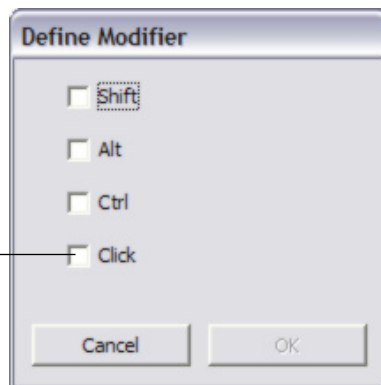 Define Modifier
Shift
Alt
Ctrl
Click
Cancel OK